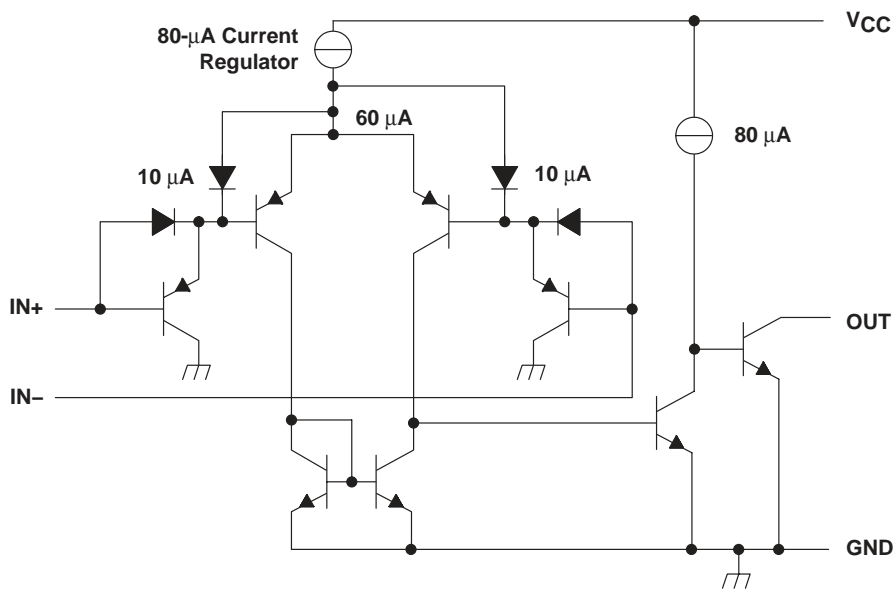 80-μA Current
Regulator
VCC
60 μA
80 μA
10 μA
10 μA
IN+
OUT
IN−
GND